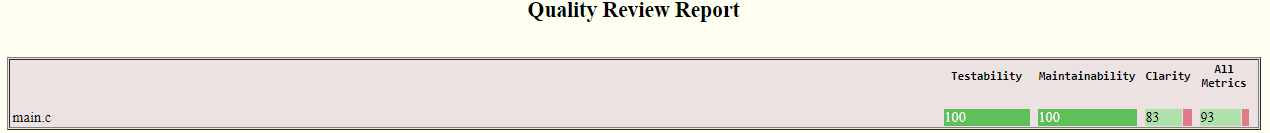 Quality Review Report
Testability Maintainability Clarity All Metrics
main.c 100 100 83 93